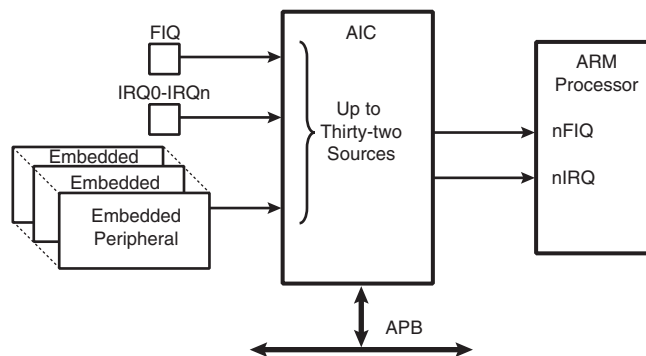 FIQ
IRQ0-IRQn
Embedded
Embedded
Embedded
Peripheral
AIC
Up to
Thirty-two
Sources
ARM
Processor
nFIQ
nIRQ
APB